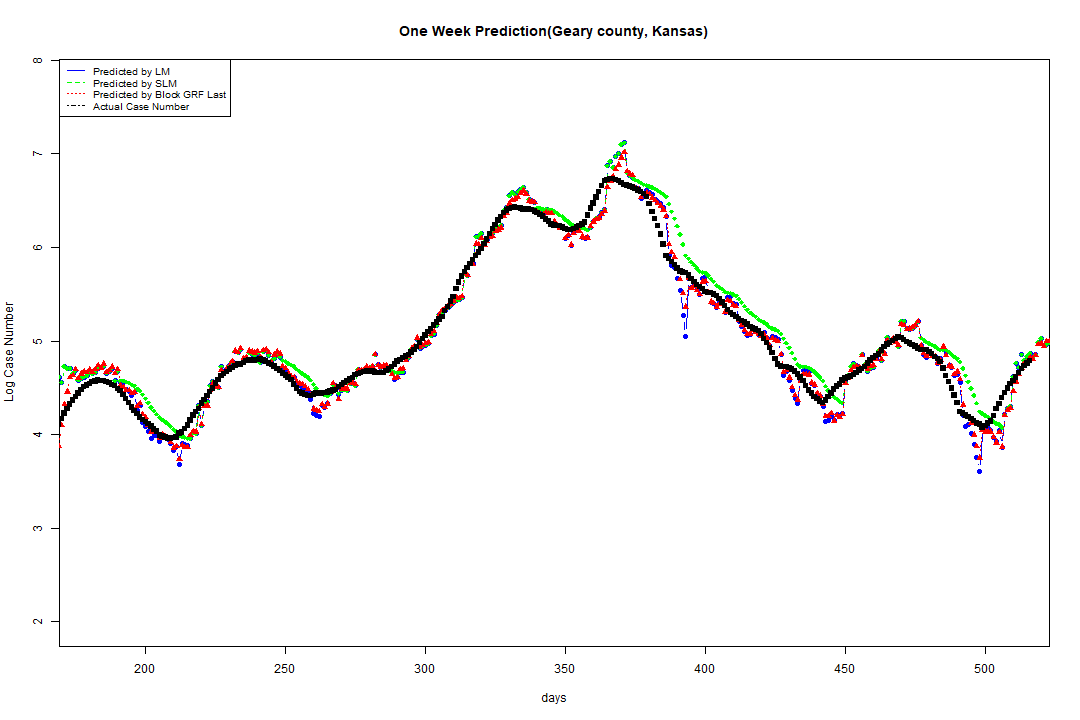 One Week Prediction(Geary county, Kansas)
Predicted by LM
Predicted by SLM
Predicted by Block GRF Last
Actual Case Number
8
7
6
5
4
3
2
Log Case Number
200
250
300
350
400
450
500
days